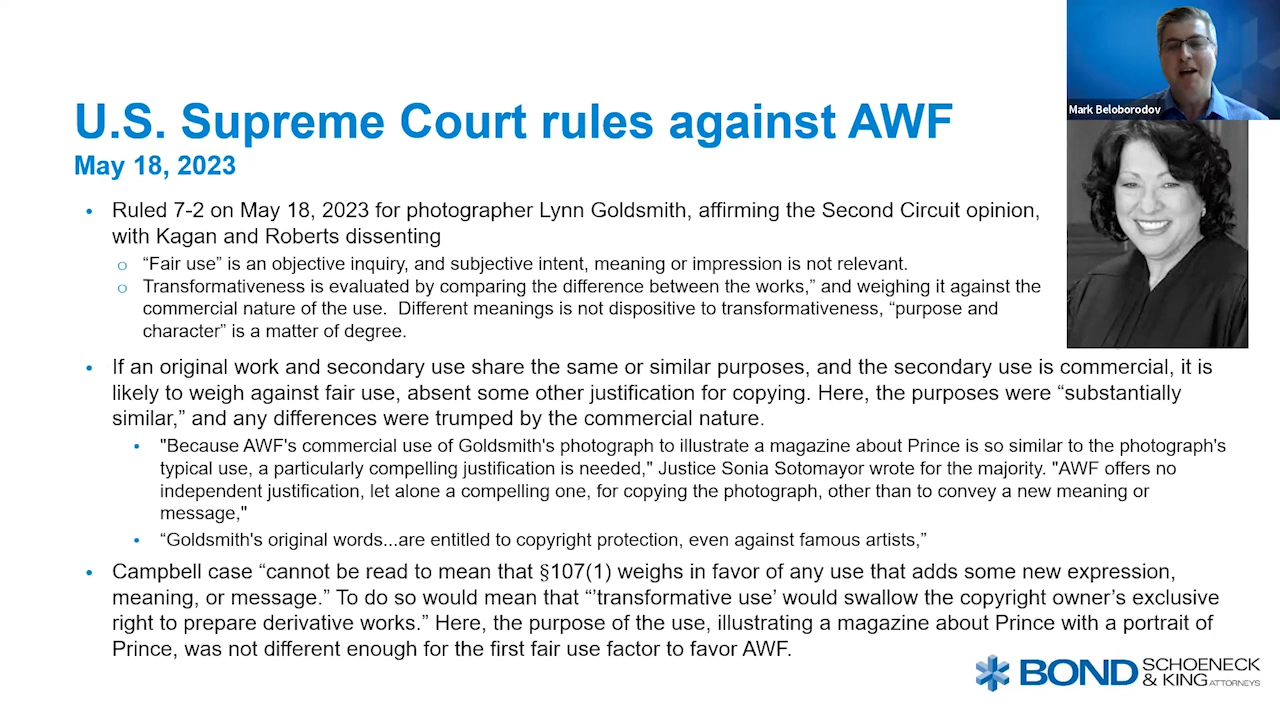 Mark Beloborodov
U.S. Supreme Court rules against AWF
May 18, 2023
• Ruled 7-2 on May 18, 2023 for photographer Lynn Goldsmith, affirming the Second Circuit opinion,
with Kagan and Roberts dissenting
o “Fair use” is an objective inquiry, and subjective intent, meaning or impression is not relevant.
o Transformativeness is evaluated by comparing the difference between the works,” and weighing it against the
commercial nature of the use.  Different meanings is not dispositive to transformativeness, “purpose and
character” is a matter of degree.
• If an original work and secondary use share the same or similar purposes, and the secondary use is commercial, it is
likely to weigh against fair use, absent some other justification for copying. Here, the purposes were “substantially
similar,” and any differences were trumped by the commercial nature.
• "Because AWF's commercial use of Goldsmith's photograph to illustrate a magazine about Prince is so similar to the photograph's
typical use, a particularly compelling justification is needed," Justice Sonia Sotomayor wrote for the majority. "AWF offers no
independent justification, let alone a compelling one, for copying the photograph, other than to convey a new meaning or
message,"
• “Goldsmith's original words...are entitled to copyright protection, even against famous artists,”
• Campbell case “cannot be read to mean that §107(1) weighs in favor of any use that adds some new expression,
meaning, or message.” To do so would mean that “’transformative use’ would swallow the copyright owner’s exclusive
right to prepare derivative works.” Here, the purpose of the use, illustrating a magazine about Prince with a portrait of
Prince, was not different enough for the first fair use factor to favor AWF.
BOND SCHOENECK
& KING ATTORNEYS